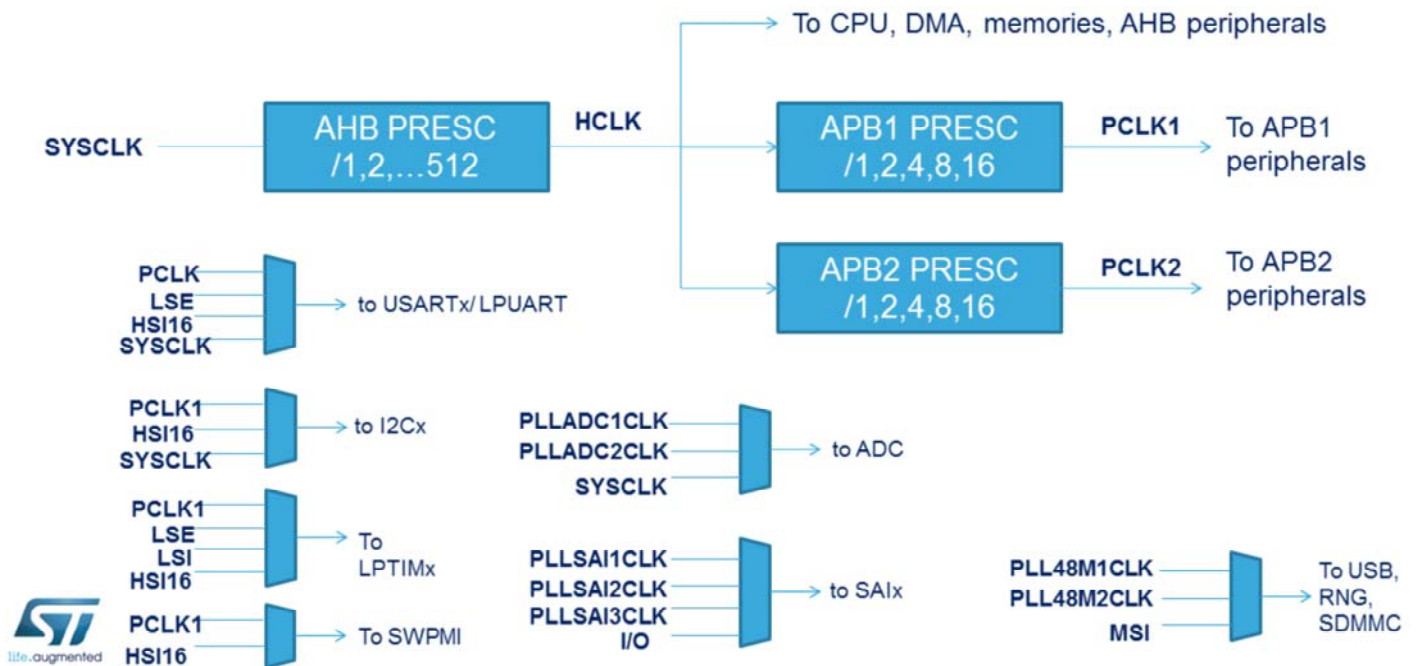 To CPU, DMA, memories, AHB peripherals
SYSCLK
AHB PRESC
/1,2,…512
HCLK
APB1 PRESC
/1,2,4,8,16
PCLK1
To APB1
peripherals
APB2 PRESC
/1,2,4,8,16
PCLK2
To APB2
peripherals
PCLK
LSE
HSI16
SYSCLK
to USARTx/LPUART
PCLK1
HSI16
SYSCLK
to I2Cx
PLLADC1CLK
PLLADC2CLK
SYSCLK
to ADC
PCLK1
LSE
LSI
HSI16
To
LPTIMx
PLLSAI1CLK
PLLSAI2CLK
PLLSAI3CLK
I/O
to SAIx
PLL48M1CLK
PLL48M2CLK
MSI
To USB,
RNG,
SDMMC
PCLK1
HSI16
To SWPMI
ST
life.augmented